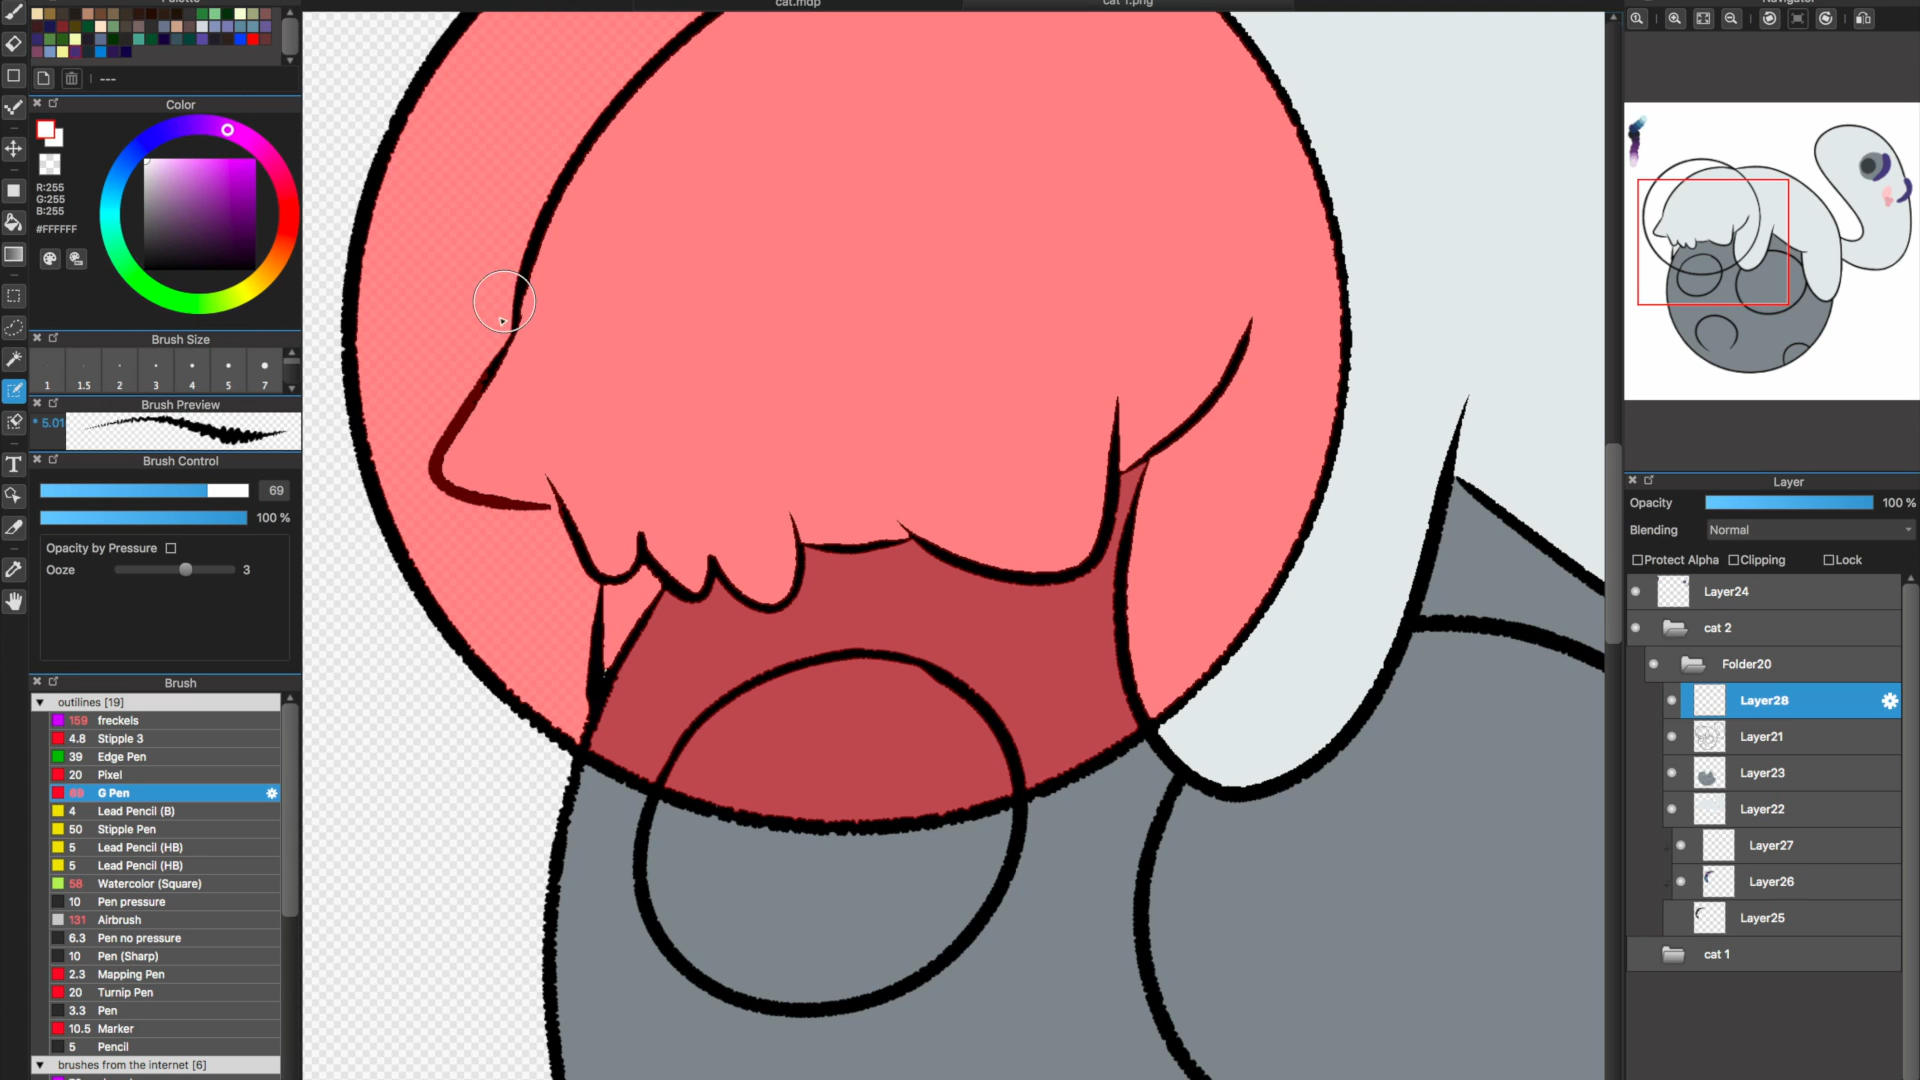 Palette
cat.mdp
cat 1.png
Navigator
---
Color
R:255
G:255
B:255
#FFFFFF
Brush Size
1 1.5 2 3 4 5 7
Brush Preview
* 5.01
Brush Control
69
100 %
Opacity by Pressure
Ooze 3
Brush
outilines [19]
159 freckels
4.8 Stipple 3
39 Edge Pen
20 Pixel
69 G Pen
4 Lead Pencil (B)
50 Stipple Pen
5 Lead Pencil (HB)
5 Lead Pencil (HB)
58 Watercolor (Square)
10 Pen pressure
131 Airbrush
6.3 Pen no pressure
10 Pen (Sharp)
2.3 Mapping Pen
20 Turnip Pen
3.3 Pen
10.5 Marker
5 Pencil
brushes from the internet [6]
Layer
Opacity 100 %
Blending Normal
Protect Alpha Clipping Lock
Layer24
cat 2
Folder20
Layer28
Layer21
Layer23
Layer22
Layer27
Layer26
Layer25
cat 1